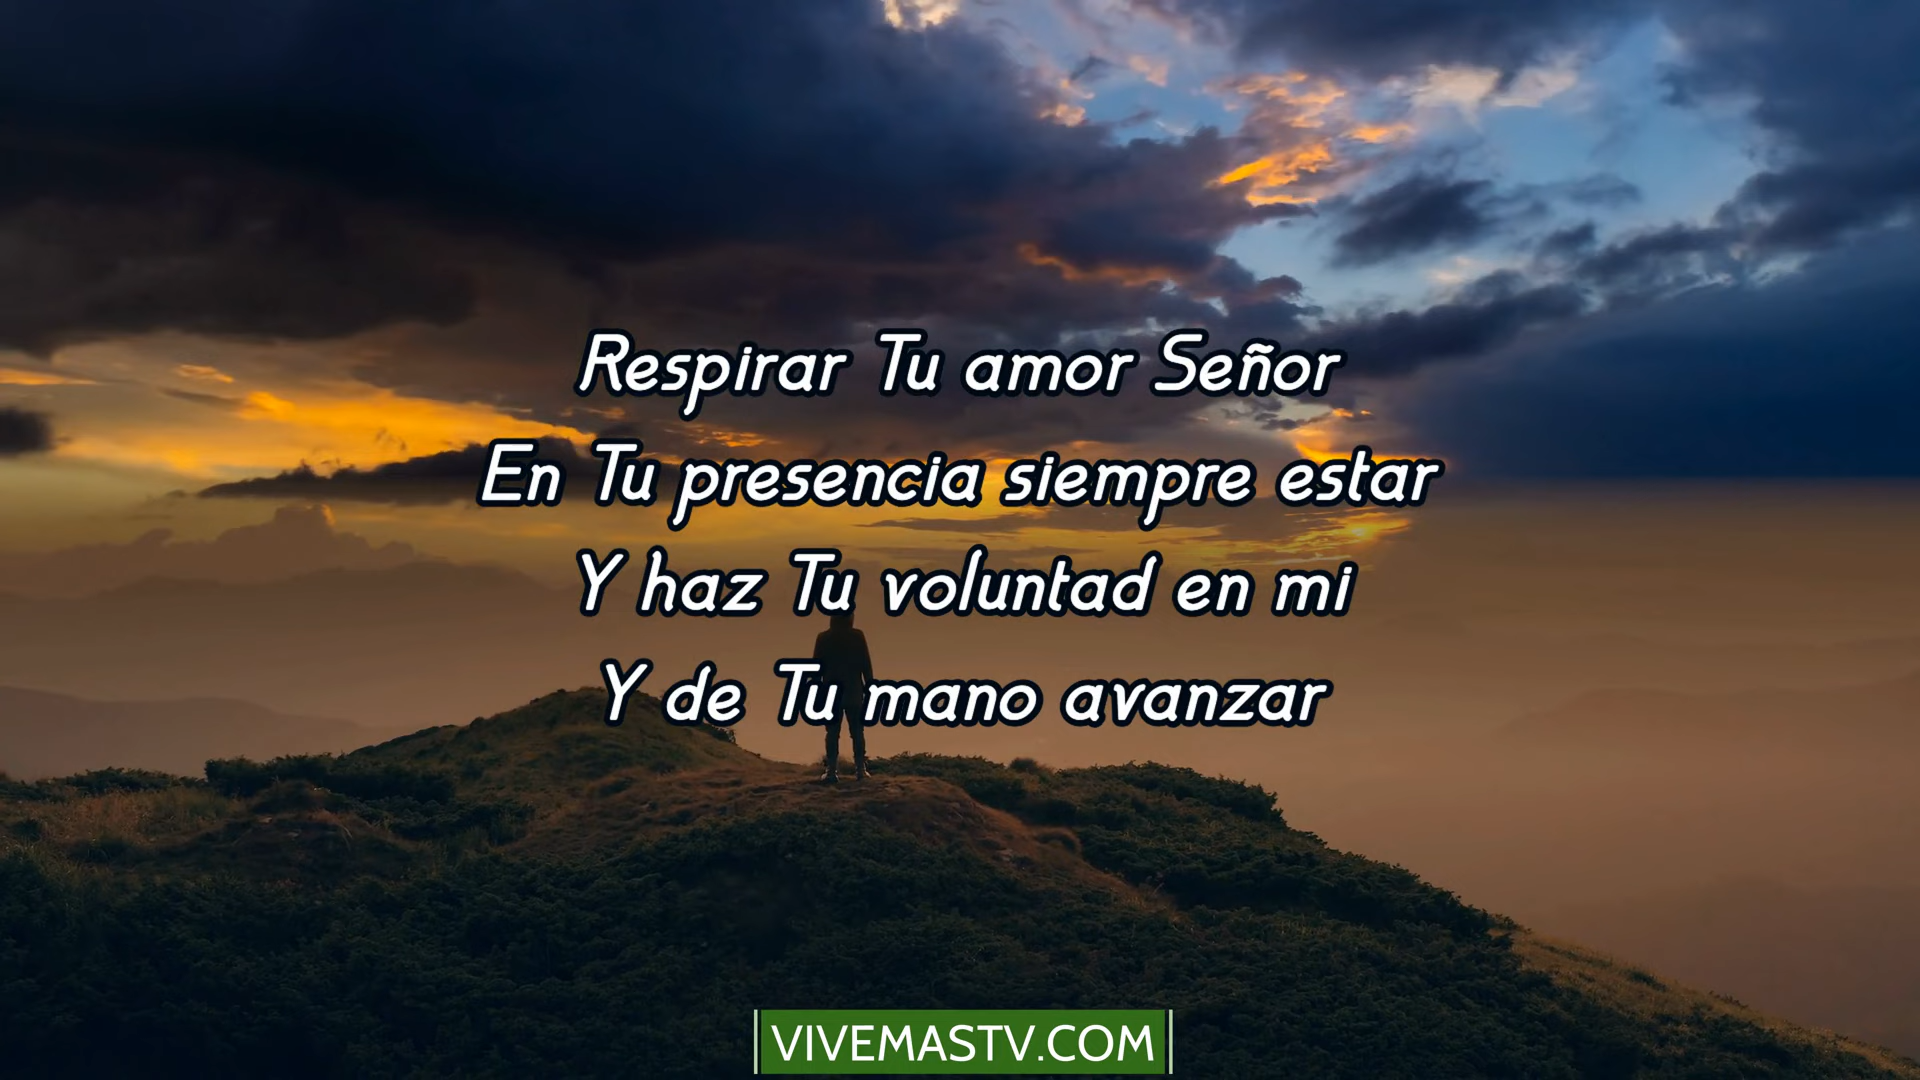 Respirar Tu amor Señor
En Tu presencia siempre estar
Y haz Tu voluntad en mi
Y de Tu mano avanzar
VIVEMASTV.COM